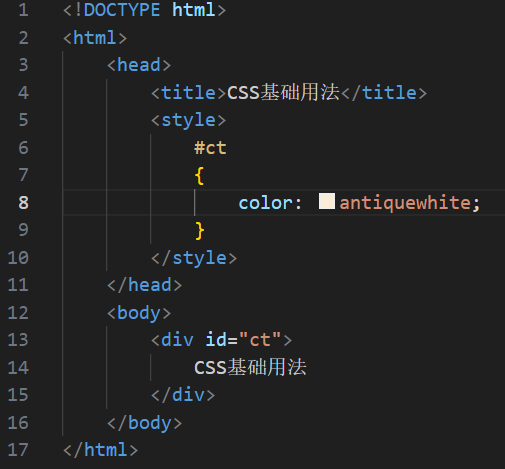 1 <!DOCTYPE html>
2 <html>
3 <head>
4 <title>CSS基础用法</title>
5 <style>
6 #ct
7 {
8 color: antiquewhite;
9 }
10 </style>
11 </head>
12 <body>
13 <div id="ct">
14 CSS基础用法
15 </div>
16 </body>
17 </html>